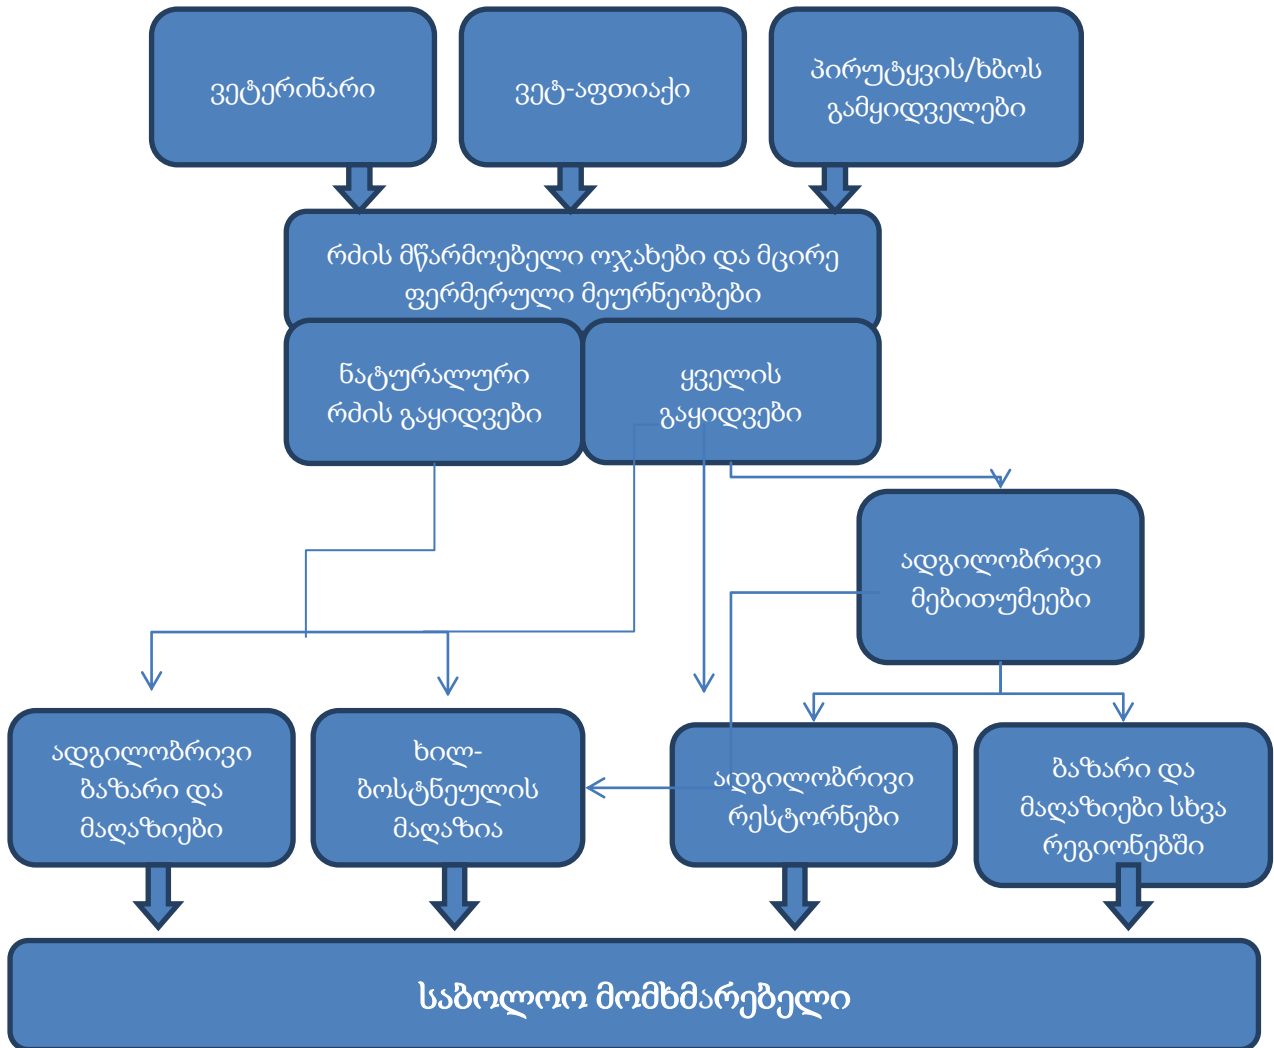 ვეტერინარი
ვეტ-აფთიაქი
პირუტყვის/ხბოს
გამყიდველები
რძის მწარმოებელი ოჯახები და მცირე
ფერმერული მეურნეობები
ნატურალური
რძის გაყიდვები
ყველის
გაყიდვები
ადგილობრივი
მებითუმეები
ადგილობრივი
ბაზარი და
მაღაზიები
ხილ-
ბოსტნეულის
მაღაზია
ადგილობრივი
რესტორნები
ბაზარი და
მაღაზიები სხვა
რეგიონებში
საბოლოო მომხმარებელი